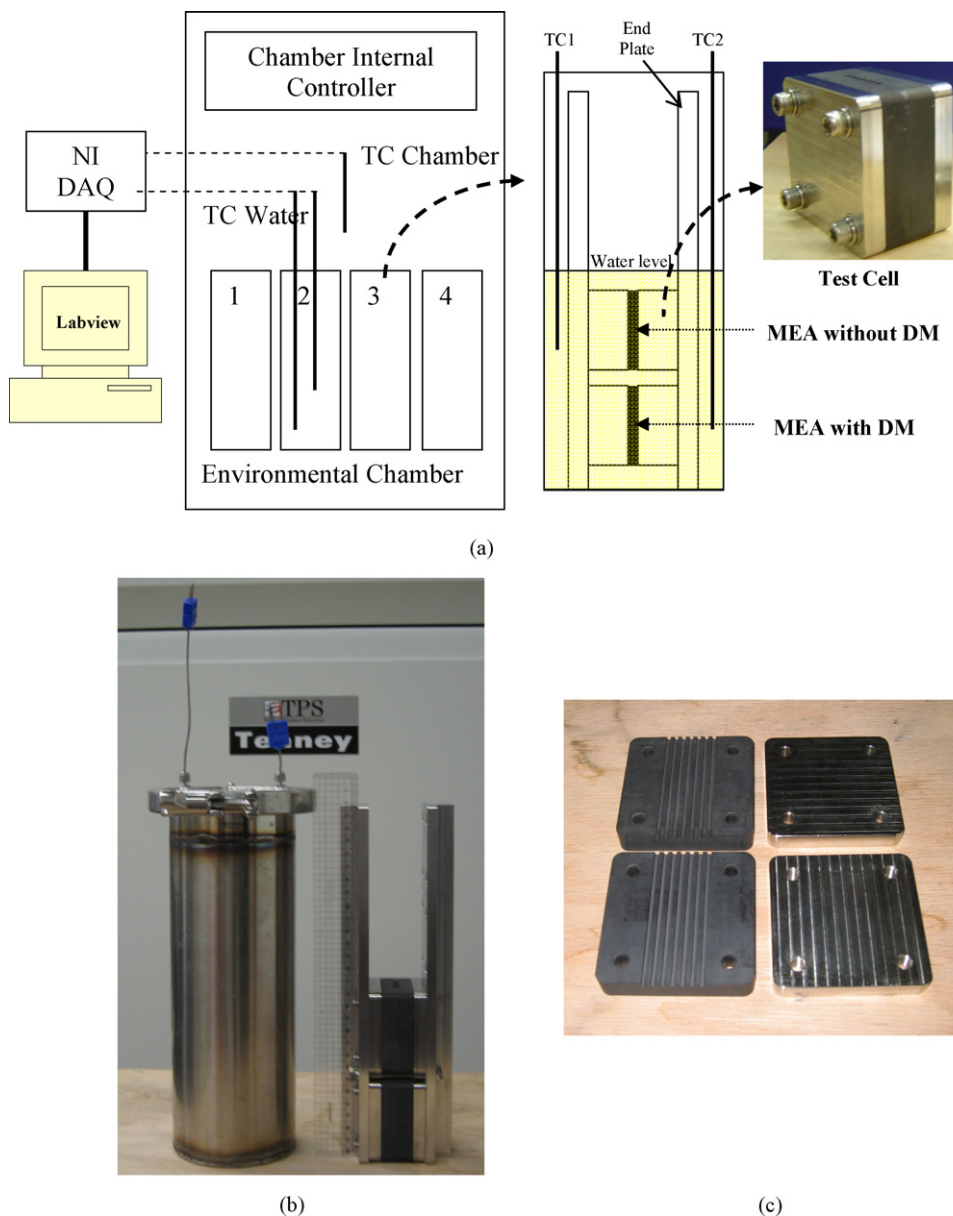 Chamber Internal
Controller
NI
DAQ
TC Chamber
TC Water
1
2
3
4
Labview
Environmental Chamber
TC1
End
Plate
TC2
Water level
Test Cell
MEA without DM
MEA with DM
(a)
TPS
Tenney
(b)
(c)